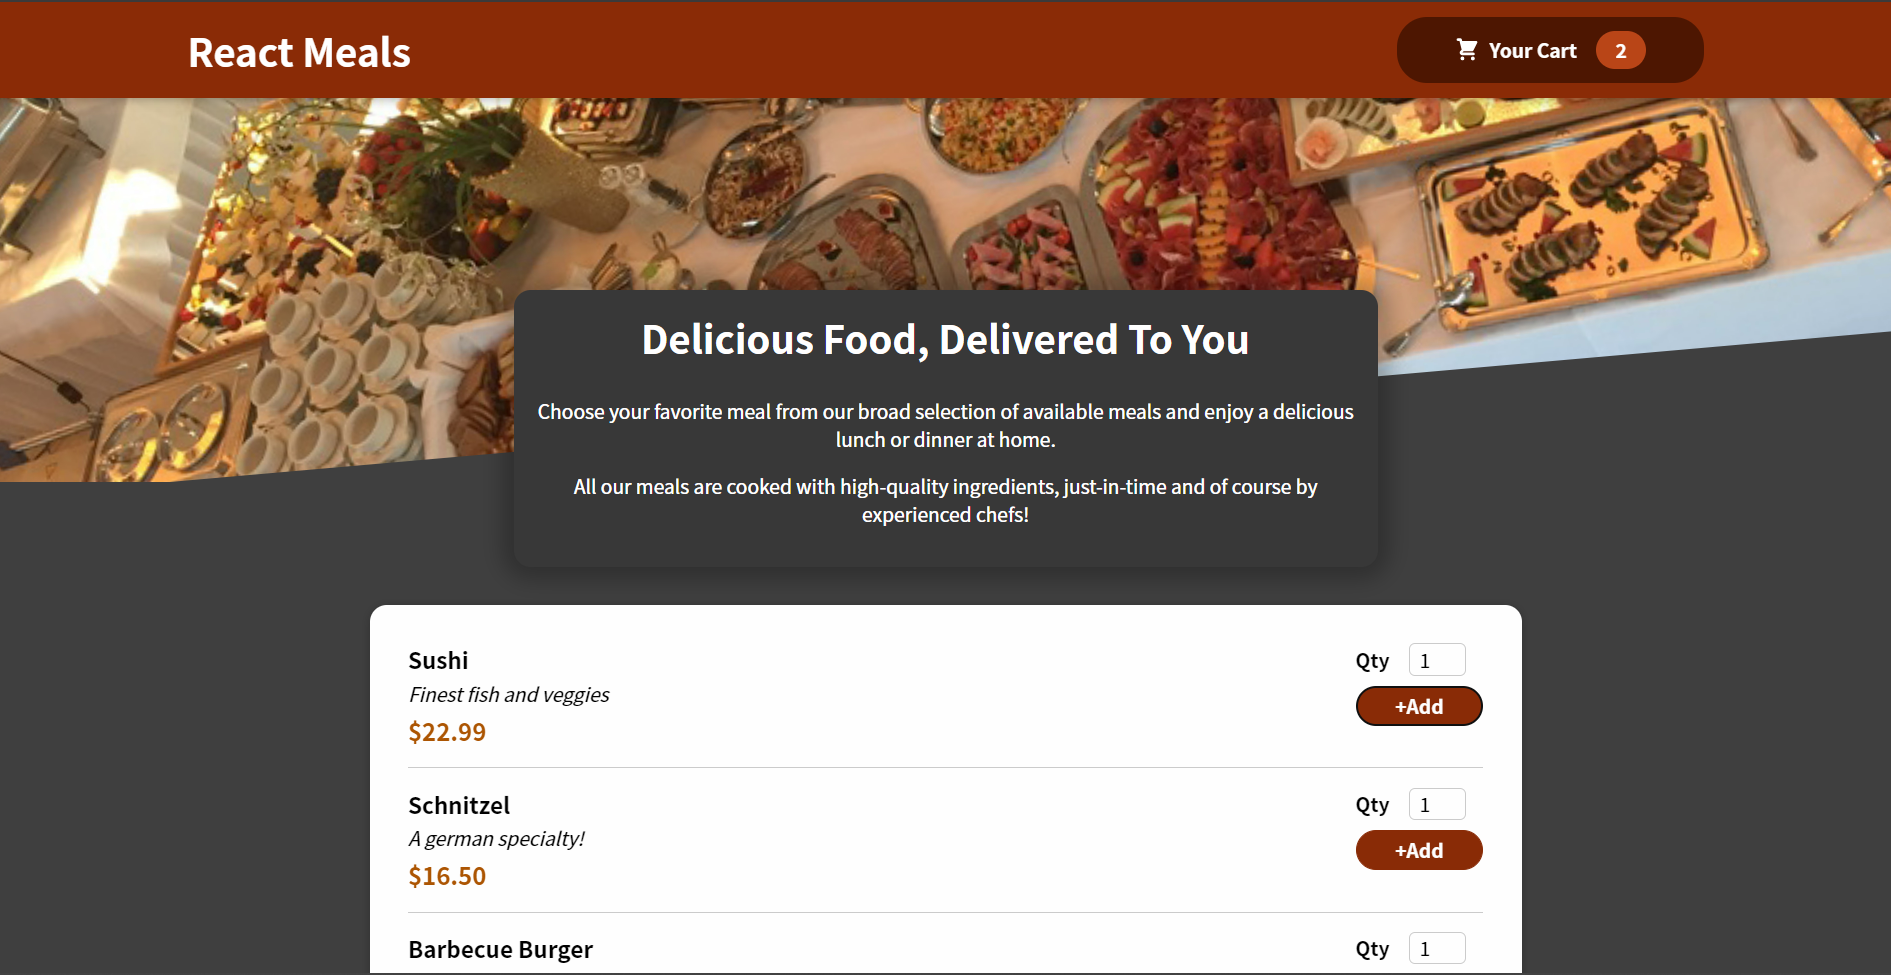 React Meals
Your Cart 2
Delicious Food, Delivered To You
Choose your favorite meal from our broad selection of available meals and enjoy a delicious
lunch or dinner at home.
All our meals are cooked with high-quality ingredients, just-in-time and of course by
experienced chefs!
Sushi
Qty 1
Finest fish and veggies
+Add
$22.99
Schnitzel
Qty 1
A german specialty!
+Add
$16.50
Barbecue Burger
Qty 1